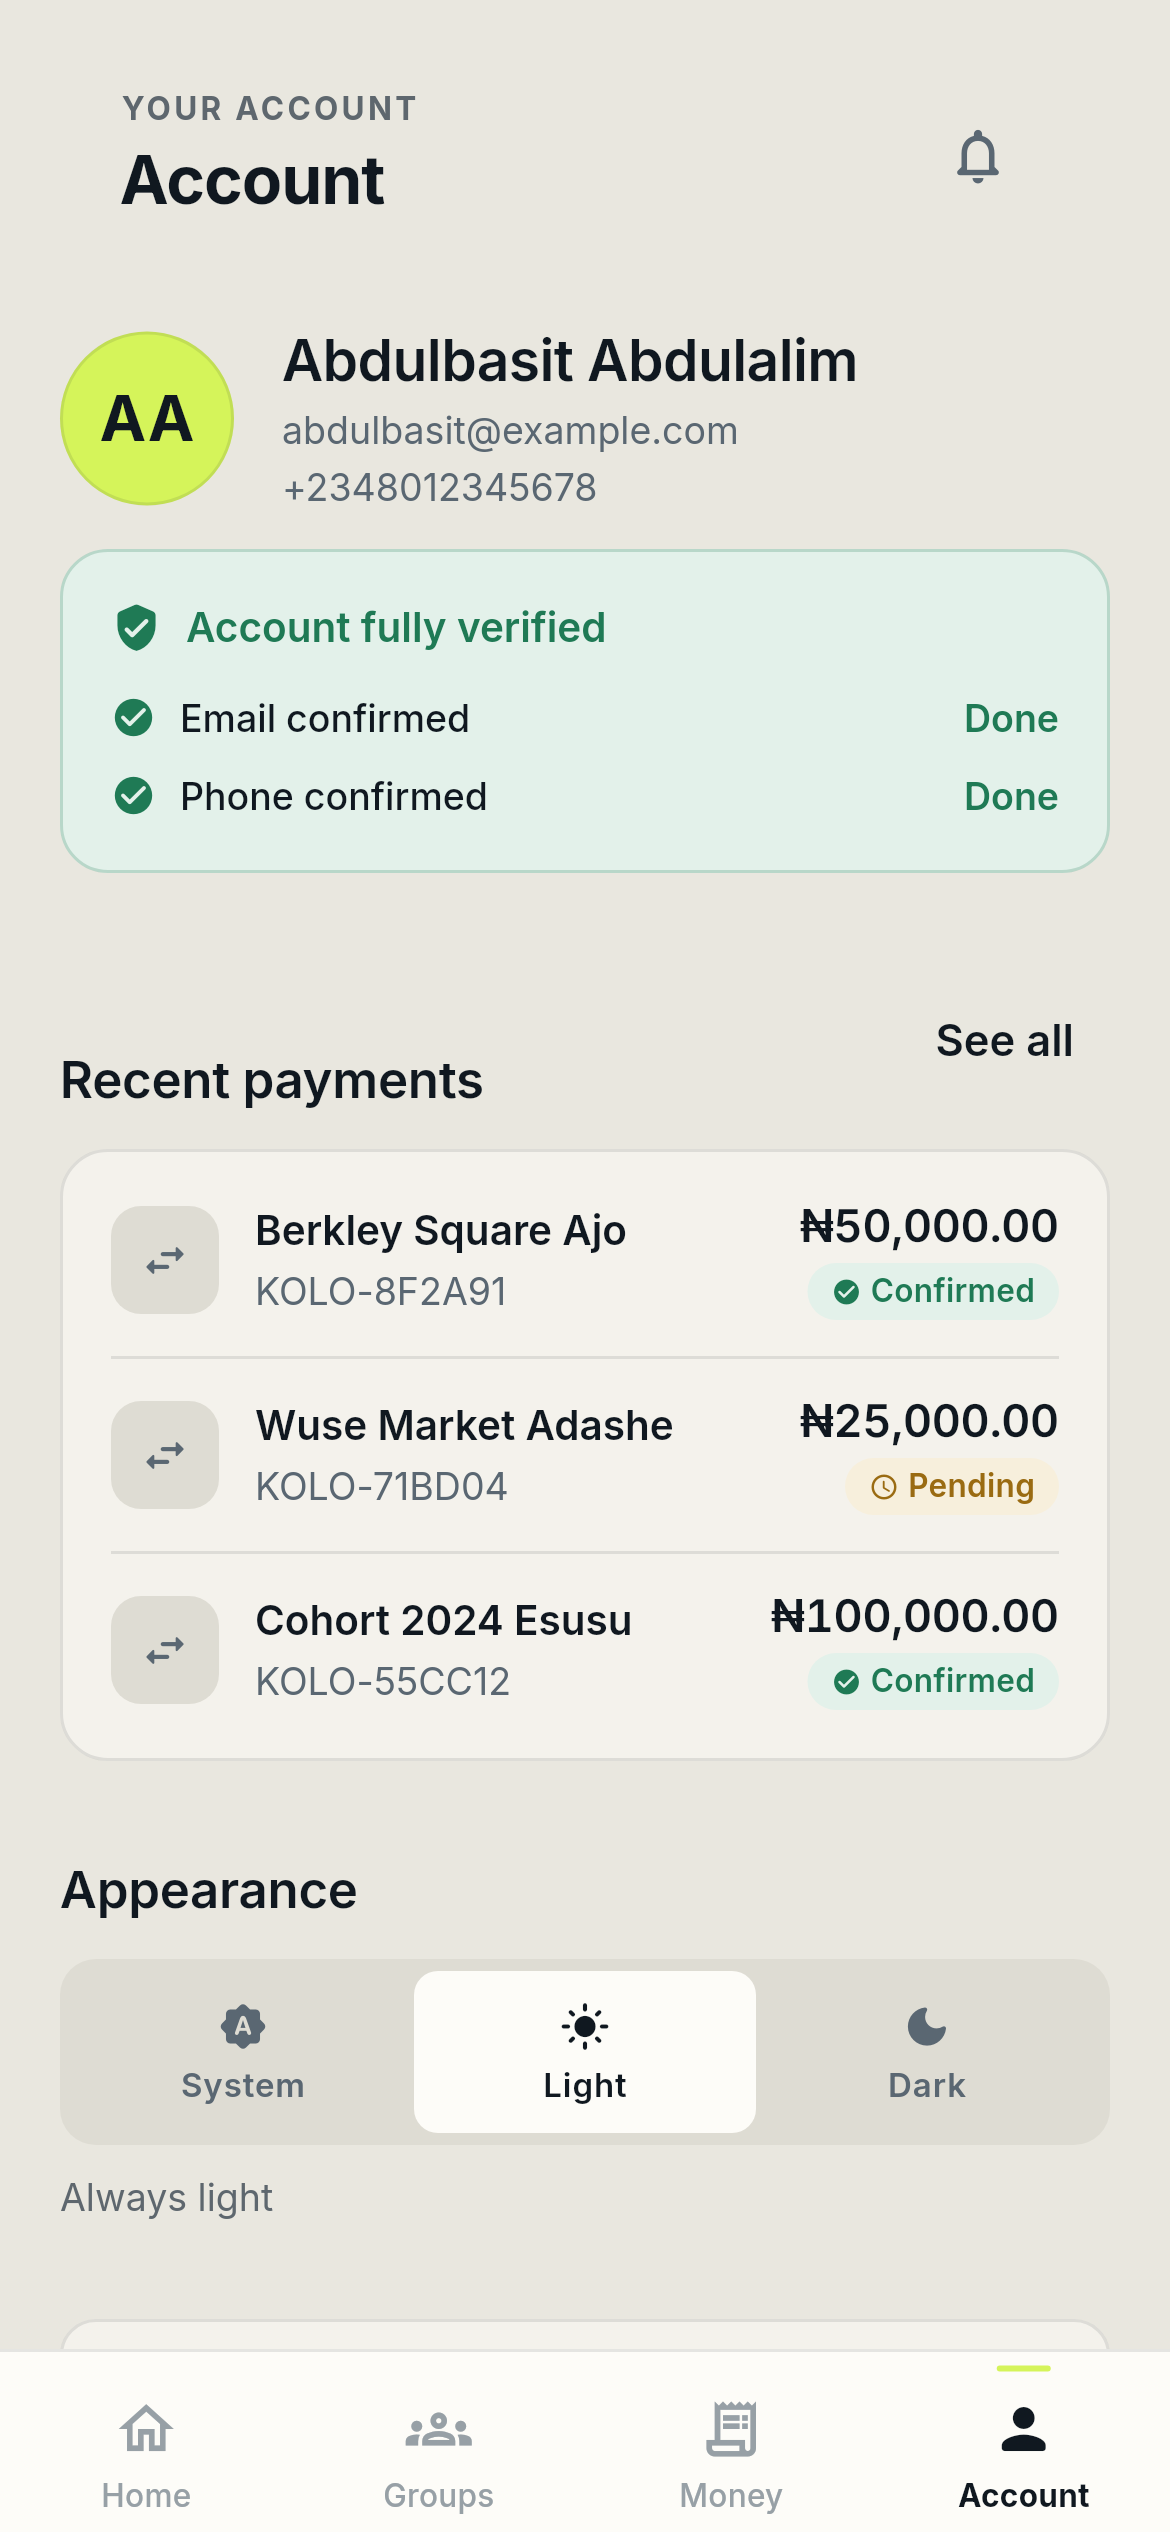 YOUR ACCOUNT
Account
AA
Abdulbasit Abdulalim
abdulbasit@example.com
+2348012345678
Account fully verified
Email confirmed Done
Phone confirmed Done
See all
Recent payments
Berkley Square Ajo ₦50,000.00
KOLO-8F2A91 Confirmed
Wuse Market Adashe ₦25,000.00
KOLO-71BD04 Pending
Cohort 2024 Esusu ₦100,000.00
KOLO-55CC12 Confirmed
Appearance
A
System Light Dark
Always light
Home Groups Money Account